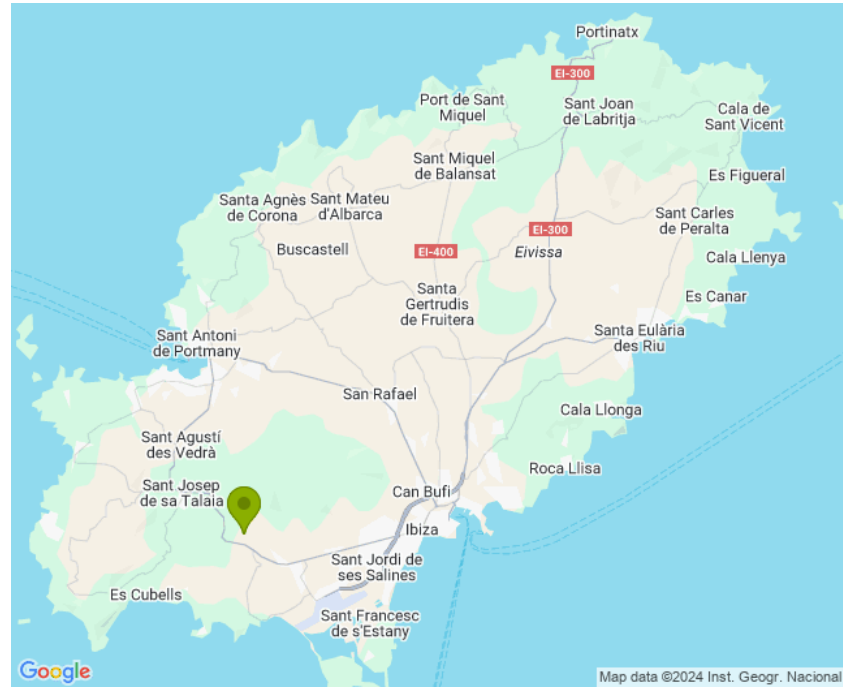 Portinatx
EI-300
Port de Sant
Miquel
Sant Joan
de Labritja
Cala de
Sant Vicent
Sant Miquel
de Balansat
Es Figueral
Santa Agnès
de Corona
Sant Mateu
d'Albarca
Sant Carles
de Peralta
EI-300
Buscastell
EI-400
Eivissa
Cala Llenya
Santa
Gertrudis
de Fruitera
Es Canar
Sant Antoni
de Portmany
Santa Eulària
des Riu
San Rafael
Cala Llonga
Sant Agustí
des Vedrà
Roca Llisa
Sant Josep
de sa Talaia
Can Bufi
Ibiza
Sant Jordi de
ses Salines
Es Cubells
Sant Francesc
de s'Estany
Google
Map data ©2024 Inst. Geogr. Nacional